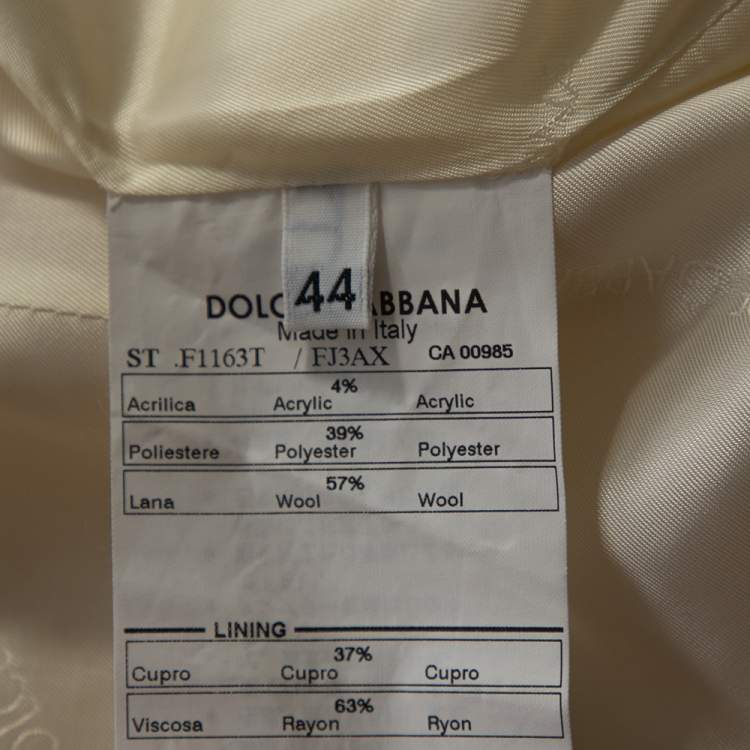 44
DOLC ABBANA
Made in Italy
ST .F1163T / FJ3AX CA 00985
4%
Acrilica Acrylic Acrylic
39%
Poliestere Polyester Polyester
57%
Lana Wool Wool
LINING
37%
Cupro Cupro Cupro
63%
Viscosa Rayon Ryon